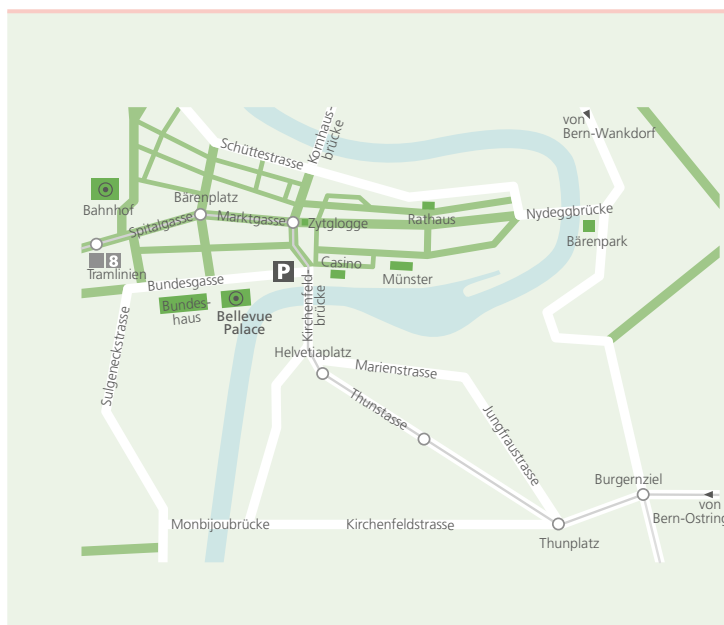 von
Bern-Wankdorf
Kornhaus-
brücke
Schüttestrasse
Bahnhof
Bärenplatz
Spitalgasse
Marktgasse
Zytglogge
Rathaus
Nydeggbrücke
Bärenpark
8
Tramlinien
P
Casino
Münster
Bundesgasse
Bundes-
haus
Bellevue
Palace
Kirchenfeld-
brücke
Sulgeneckstrasse
Helvetiaplatz
Marienstrasse
Thunstasse
Jungfraustrasse
Burgernziel
von
Bern-Ostring
Monbijoubrücke
Kirchenfeldstrasse
Thunplatz